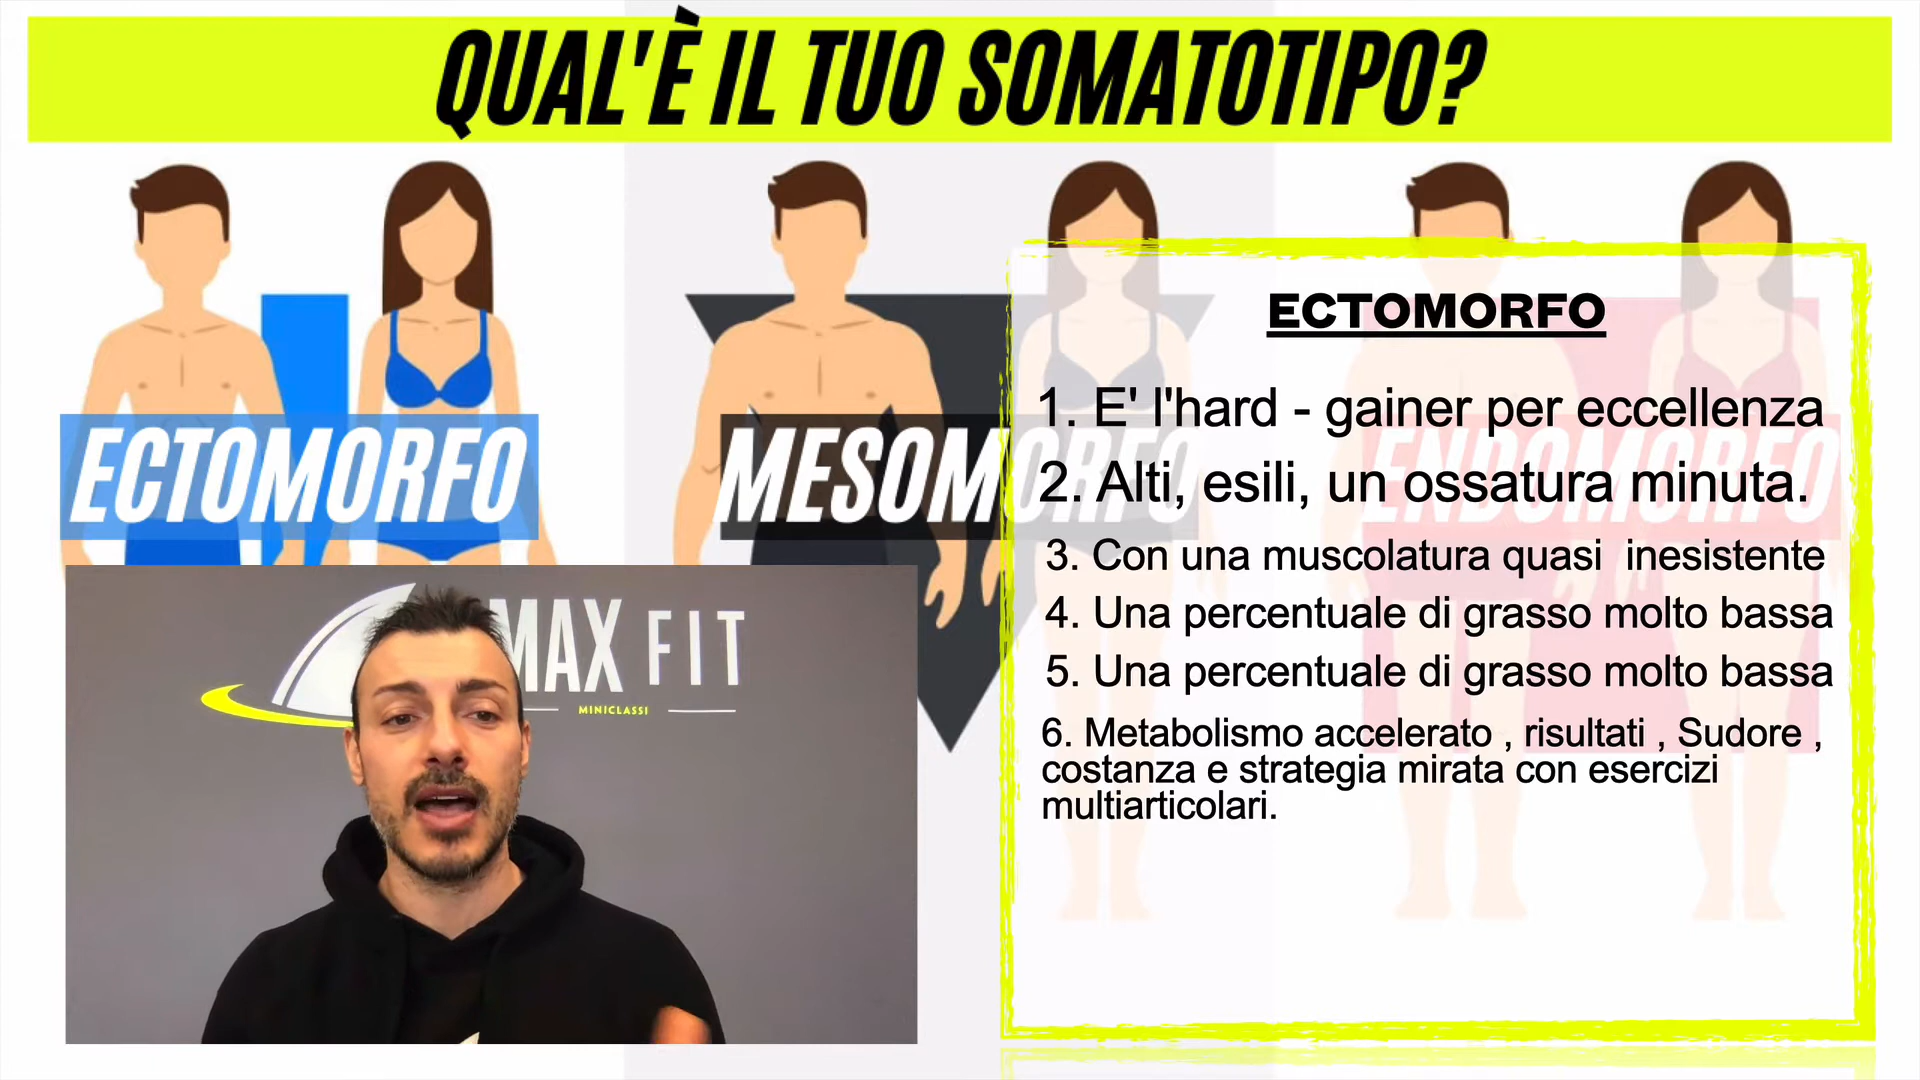 QUAL'È IL TUO SOMATOTIPO?
ECTOMORFO
MESOMORFO
ENDOMORFO
ECTOMORFO
1. E' l'hard - gainer per eccellenza
2. Alti, esili, un ossatura minuta.
3. Con una muscolatura quasi  inesistente
4. Una percentuale di grasso molto bassa
5. Una percentuale di grasso molto bassa
6. Metabolismo accelerato , risultati , Sudore ,
costanza e strategia mirata con esercizi
multiarticolari.
MAX FIT
MINICLASSI